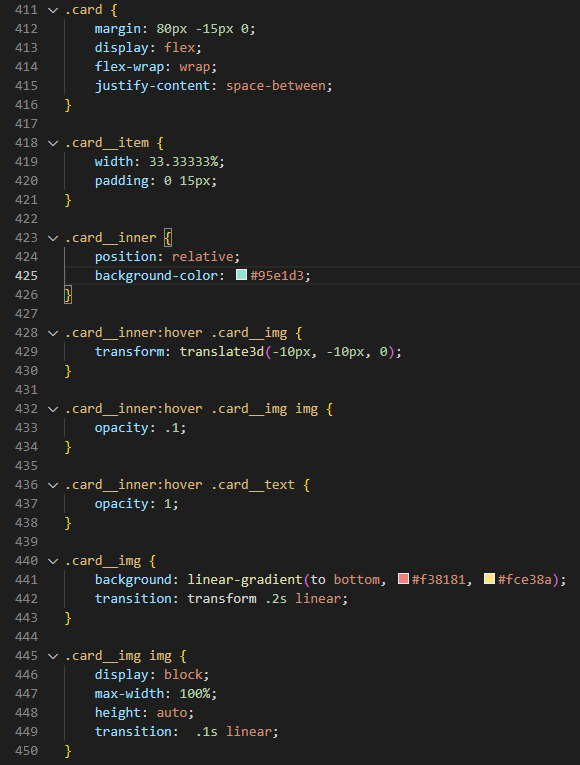 411 .card {
412     margin: 80px -15px 0;
413     display: flex;
414     flex-wrap: wrap;
415     justify-content: space-between;
416 }
417
418 .card__item {
419     width: 33.33333%;
420     padding: 0 15px;
421 }
422
423 .card__inner {
424     position: relative;
425     background-color: #95e1d3;
426 }
427
428 .card__inner:hover .card__img {
429     transform: translate3d(-10px, -10px, 0);
430 }
431
432 .card__inner:hover .card__img img {
433     opacity: .1;
434 }
435
436 .card__inner:hover .card__text {
437     opacity: 1;
438 }
439
440 .card__img {
441     background: linear-gradient(to bottom, #f38181, #fce38a);
442     transition: transform .2s linear;
443 }
444
445 .card__img img {
446     display: block;
447     max-width: 100%;
448     height: auto;
449     transition:  .1s linear;
450 }